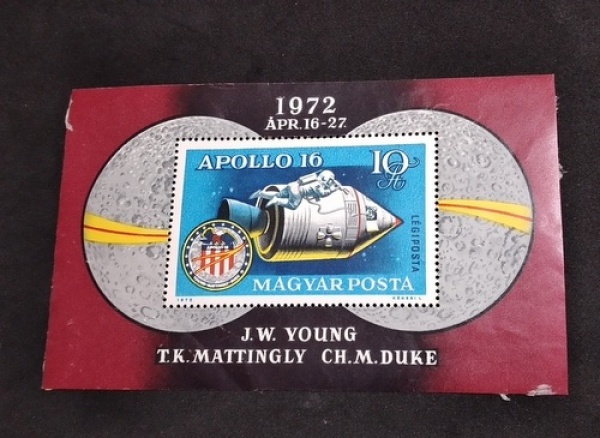 1972
ÁPR. 16-27.
APOLLO 16
10 Ft
LÉGIPOSTA
MAGYAR POSTA
1972
J.W. YOUNG
T.K. MATTINGLY CH.M. DUKE